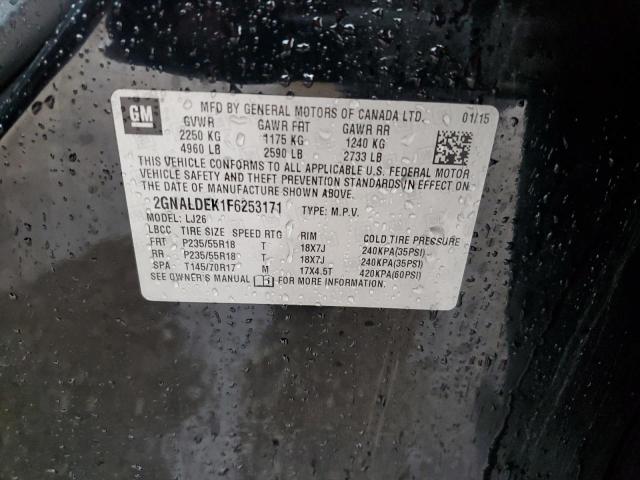 GM
MFD BY GENERAL MOTORS OF CANADA LTD. 01/15
GVWR GAWR FRT GAWR RR
2250 KG 1175 KG 1240 KG
4960 LB 2590 LB 2733 LB
THIS VEHICLE CONFORMS TO ALL APPLICABLE U.S. FEDERAL MOTOR
VEHICLE SAFETY AND THEFT PREVENTION STANDARDS IN EFFECT ON THE
DATE OF MANUFACTURE SHOWN ABOVE.
2GNALDEK1F6253171 TYPE: M.P.V.
MODEL: LJ26
LBCC TIRE SIZE SPEED RTG RIM COLD TIRE PRESSURE
FRT P235/55R18 T 18X7J 240KPA(35PSI)
RR P235/55R18 T 18X7J 240KPA(35PSI)
SPA T145/70R17 M 17X4.5T 420KPA(60PSI)
SEE OWNER'S MANUAL FOR MORE INFORMATION.